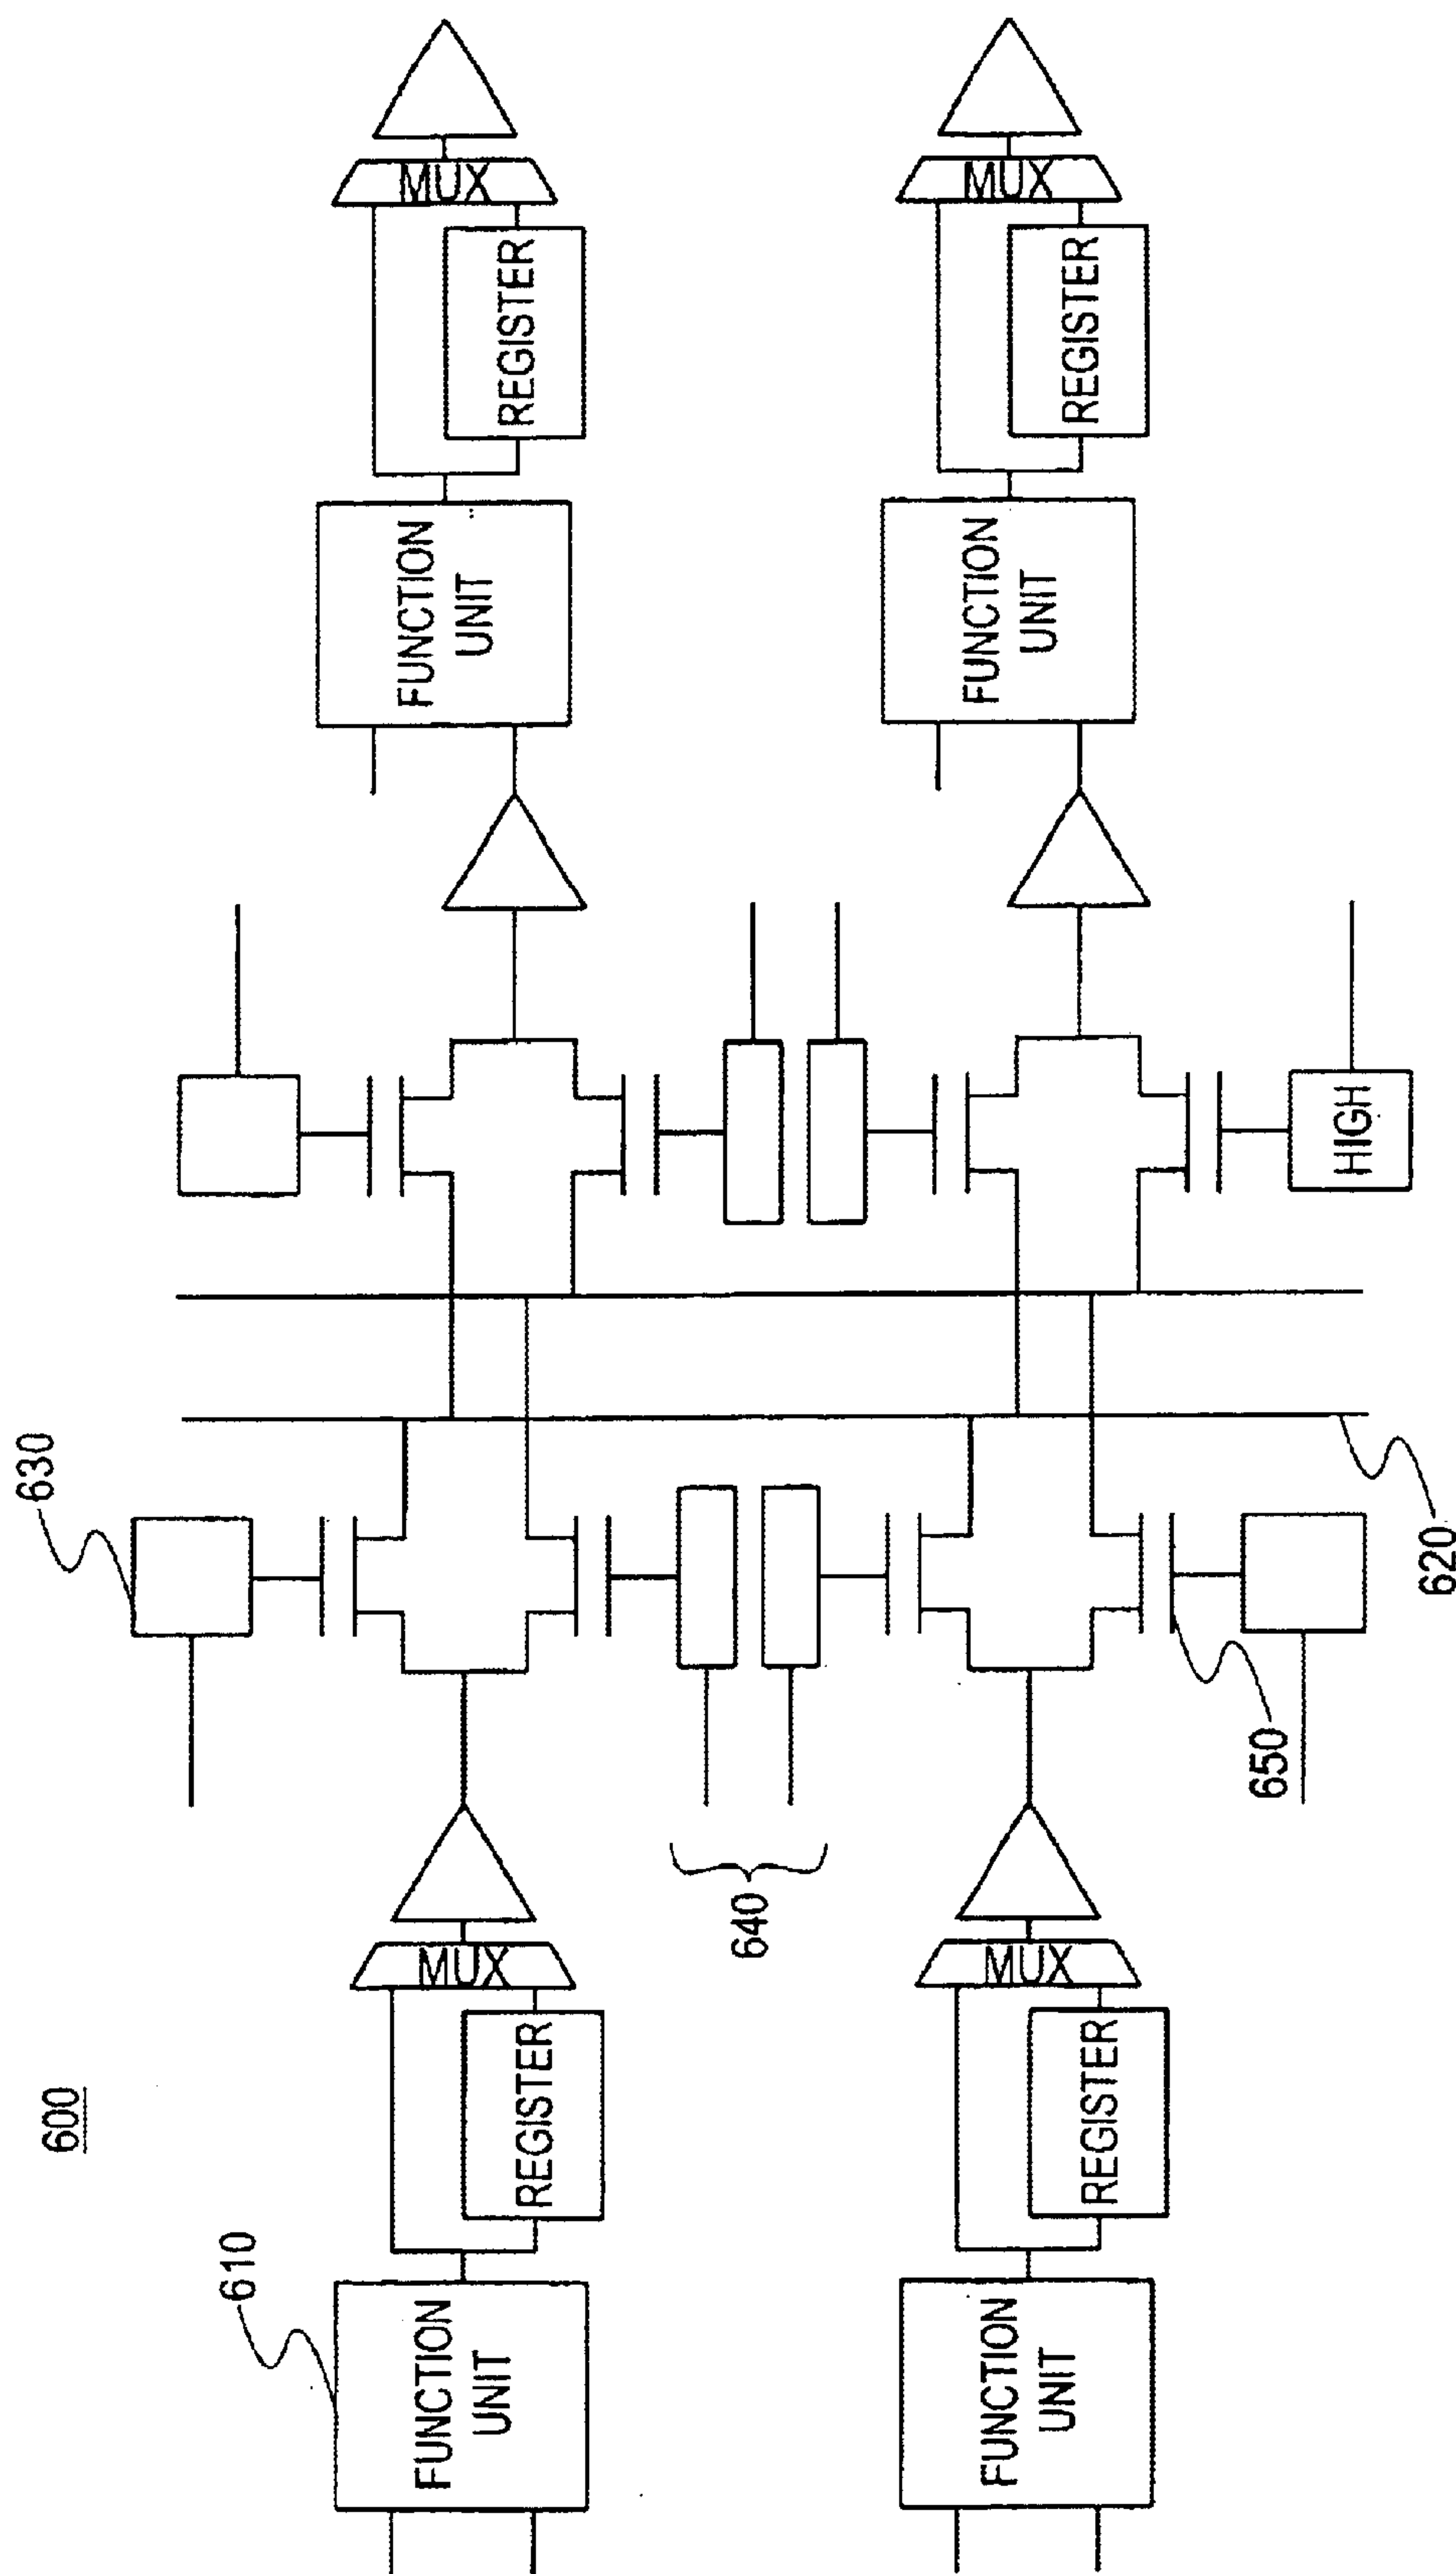 600
610
FUNCTION
UNIT
REGISTER
MUX
630
640
FUNCTION
UNIT
REGISTER
MUX
FUNCTION
UNIT
REGISTER
MUX
650
620
HIGH
FUNCTION
UNIT
REGISTER
MUX